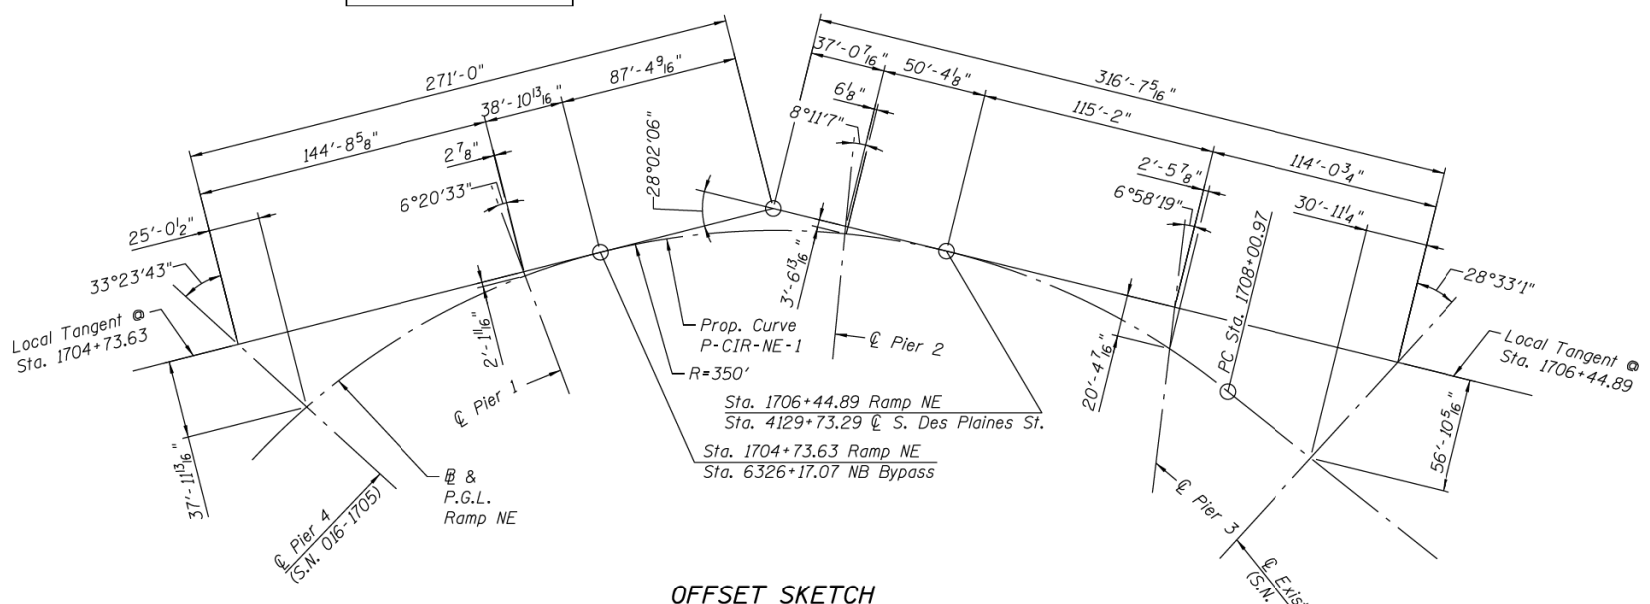 271'-0"
38'-10 13/16"
87'-4 9/16"
144'-8 5/8"
2 7/8"
6°20'33"
25'-0 1/2"
33°23'43"
Local Tangent @
Sta. 1704+73.63
37'-11 13/16"
℄ Pier 4
(S.N. 016-1705)
2'-1 11/16"
℄ Pier 1
28°02'06"
Prop. Curve
P-CIR-NE-1
R=350'
Sta. 1706+44.89 Ramp NE
Sta. 4129+73.29 ℄ S. Des Plaines St.
Sta. 1704+73.63 Ramp NE
Sta. 6326+17.07 NB Bypass
BL &
P.G.L.
Ramp NE
37'-0 7/16"
50'-4 1/8"
316'-7 5/16"
6 1/8"
8°11'7"
115'-2"
3'-6 13/16"
℄ Pier 2
2'-5 7/8"
6°58'19"
114'-0 3/4"
30'-11 1/4"
28°33'1"
PC Sta. 1708+00.97
20'-4 7/16"
℄ Pier 3
Local Tangent @
Sta. 1706+44.89
56'-10 5/16"
℄
(S.N.
OFFSET SKETCH